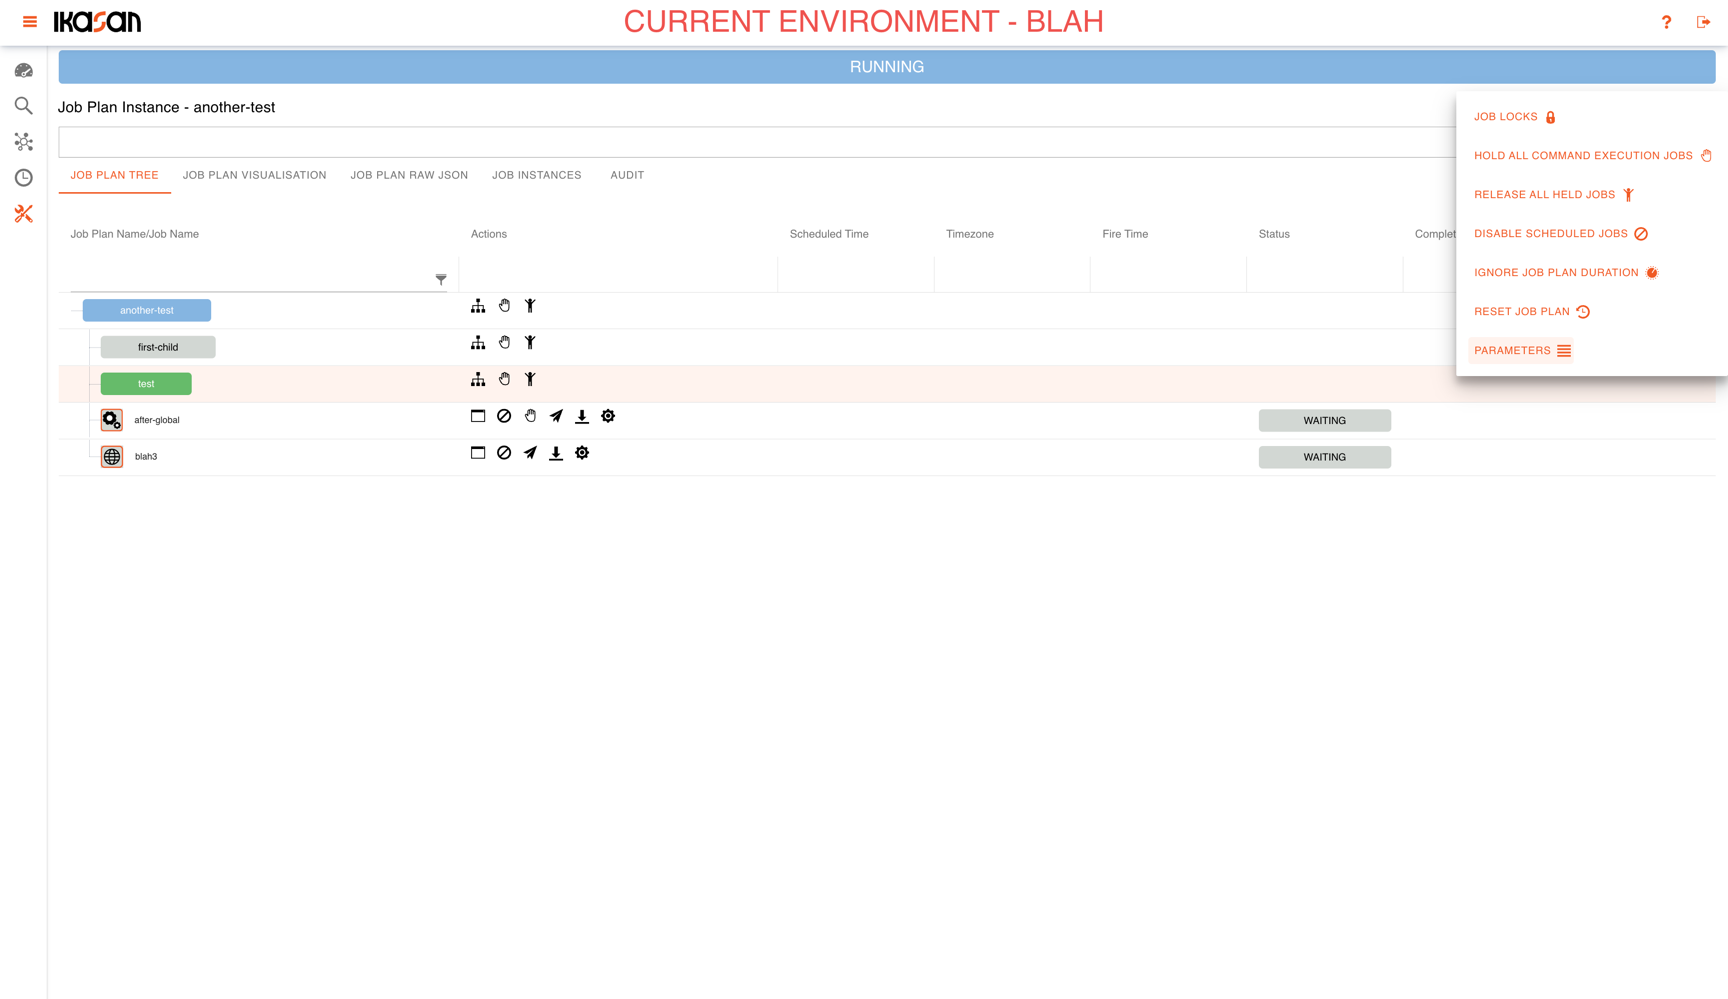 IKASAN
CURRENT ENVIRONMENT - BLAH
?
RUNNING
Job Plan Instance - another-test
JOB PLAN TREE
JOB PLAN VISUALISATION
JOB PLAN RAW JSON
JOB INSTANCES
AUDIT
JOB LOCKS
HOLD ALL COMMAND EXECUTION JOBS
RELEASE ALL HELD JOBS
DISABLE SCHEDULED JOBS
IGNORE JOB PLAN DURATION
RESET JOB PLAN
PARAMETERS
Job Plan Name/Job Name
Actions
Scheduled Time
Timezone
Fire Time
Status
Complet
another-test
first-child
test
after-global
WAITING
blah3
WAITING